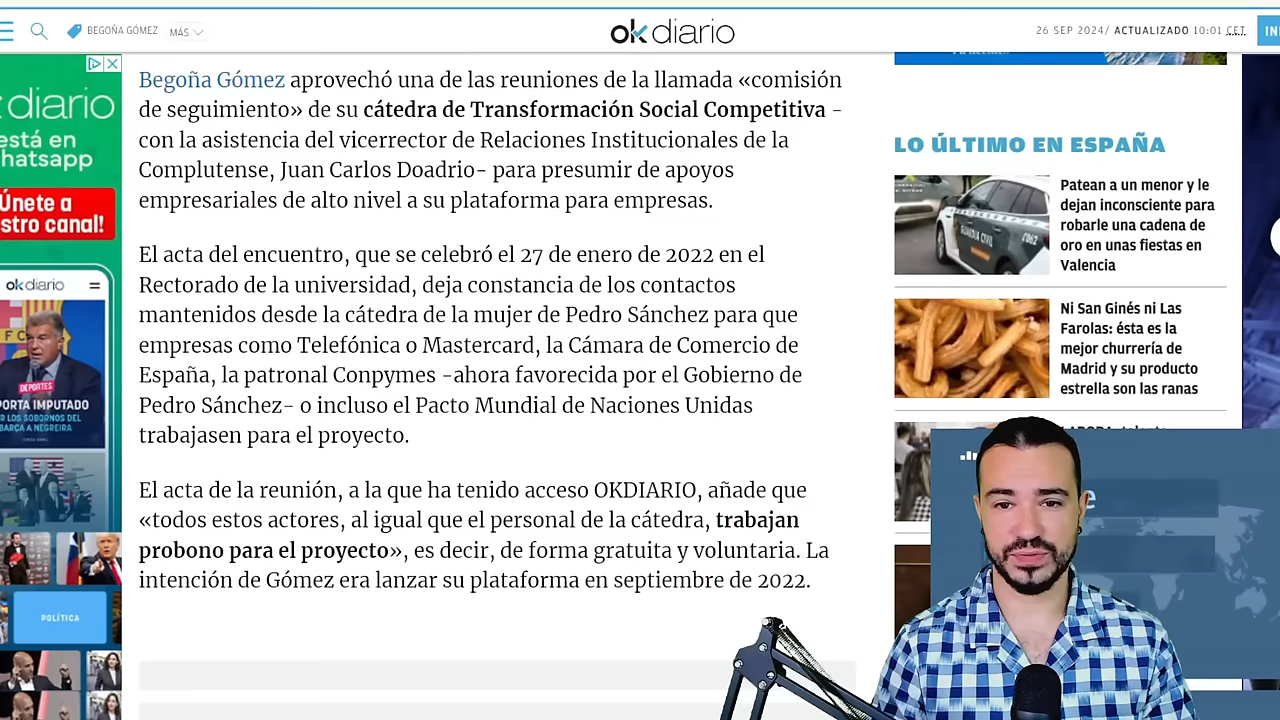 BEGOÑA GÓMEZ
MÁS
okdiario
26 SEP 2024/ ACTUALIZADO 10:01 CET
diario
está en
hatsapp
Únete a
stro canal!
okdiario
DEPORTES
PORTA IMPUTADO
R LOS SOBORNOS DEL
BARÇA A NEGREIRA
POLÍTICA
Begoña Gómez aprovechó una de las reuniones de la llamada «comisión
de seguimiento» de su cátedra de Transformación Social Competitiva -
con la asistencia del vicerrector de Relaciones Institucionales de la
Complutense, Juan Carlos Doadrio- para presumir de apoyos
empresariales de alto nivel a su plataforma para empresas.
El acta del encuentro, que se celebró el 27 de enero de 2022 en el
Rectorado de la universidad, deja constancia de los contactos
mantenidos desde la cátedra de la mujer de Pedro Sánchez para que
empresas como Telefónica o Mastercard, la Cámara de Comercio de
España, la patronal Conpymes -ahora favorecida por el Gobierno de
Pedro Sánchez- o incluso el Pacto Mundial de Naciones Unidas
trabajasen para el proyecto.
El acta de la reunión, a la que ha tenido acceso OKDIARIO, añade que
«todos estos actores, al igual que el personal de la cátedra, trabajan
probono para el proyecto», es decir, de forma gratuita y voluntaria. La
intención de Gómez era lanzar su plataforma en septiembre de 2022.
LO ÚLTIMO EN ESPAÑA
Patean a un menor y le
dejan inconsciente para
robarle una cadena de
oro en unas fiestas en
Valencia
GUARDIA CIVIL
Ni San Ginés ni Las
Farolas: ésta es la
mejor churrería de
Madrid y su producto
estrella son las ranas